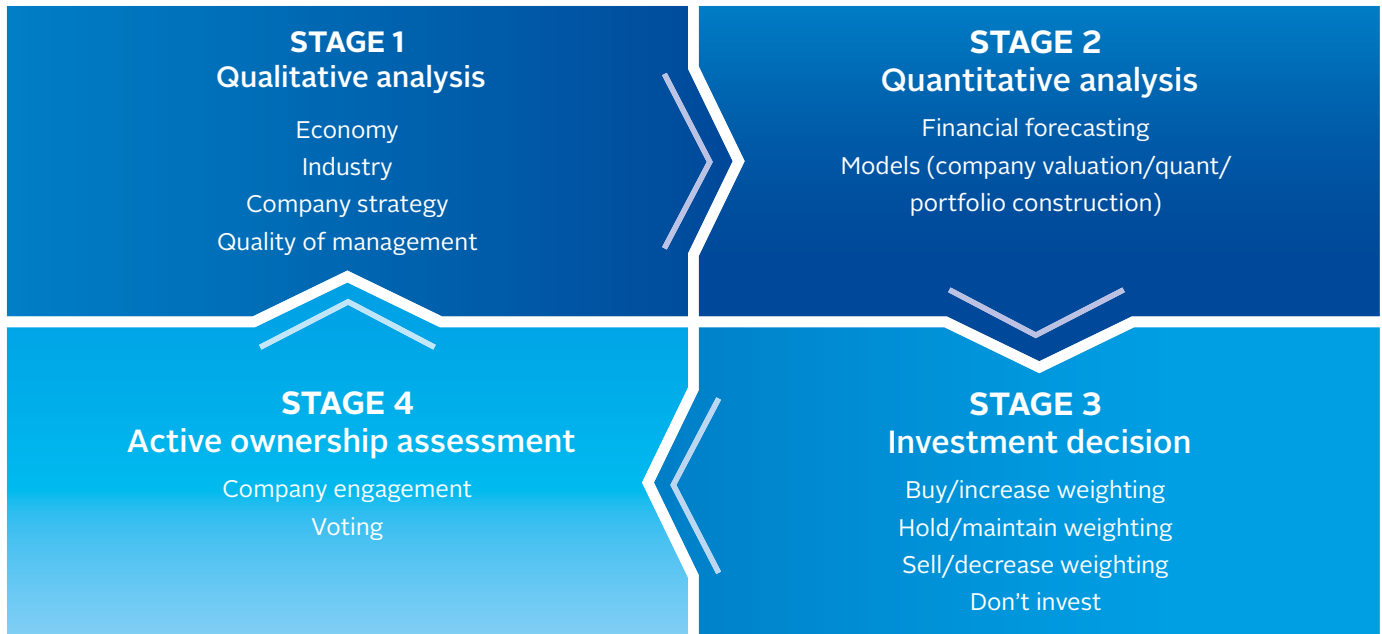 STAGE 1
Qualitative analysis
Economy
Industry
Company strategy
Quality of management
STAGE 2
Quantitative analysis
Financial forecasting
Models (company valuation/quant/
portfolio construction)
STAGE 3
Investment decision
Buy/increase weighting
Hold/maintain weighting
Sell/decrease weighting
Don’t invest
STAGE 4
Active ownership assessment
Company engagement
Voting